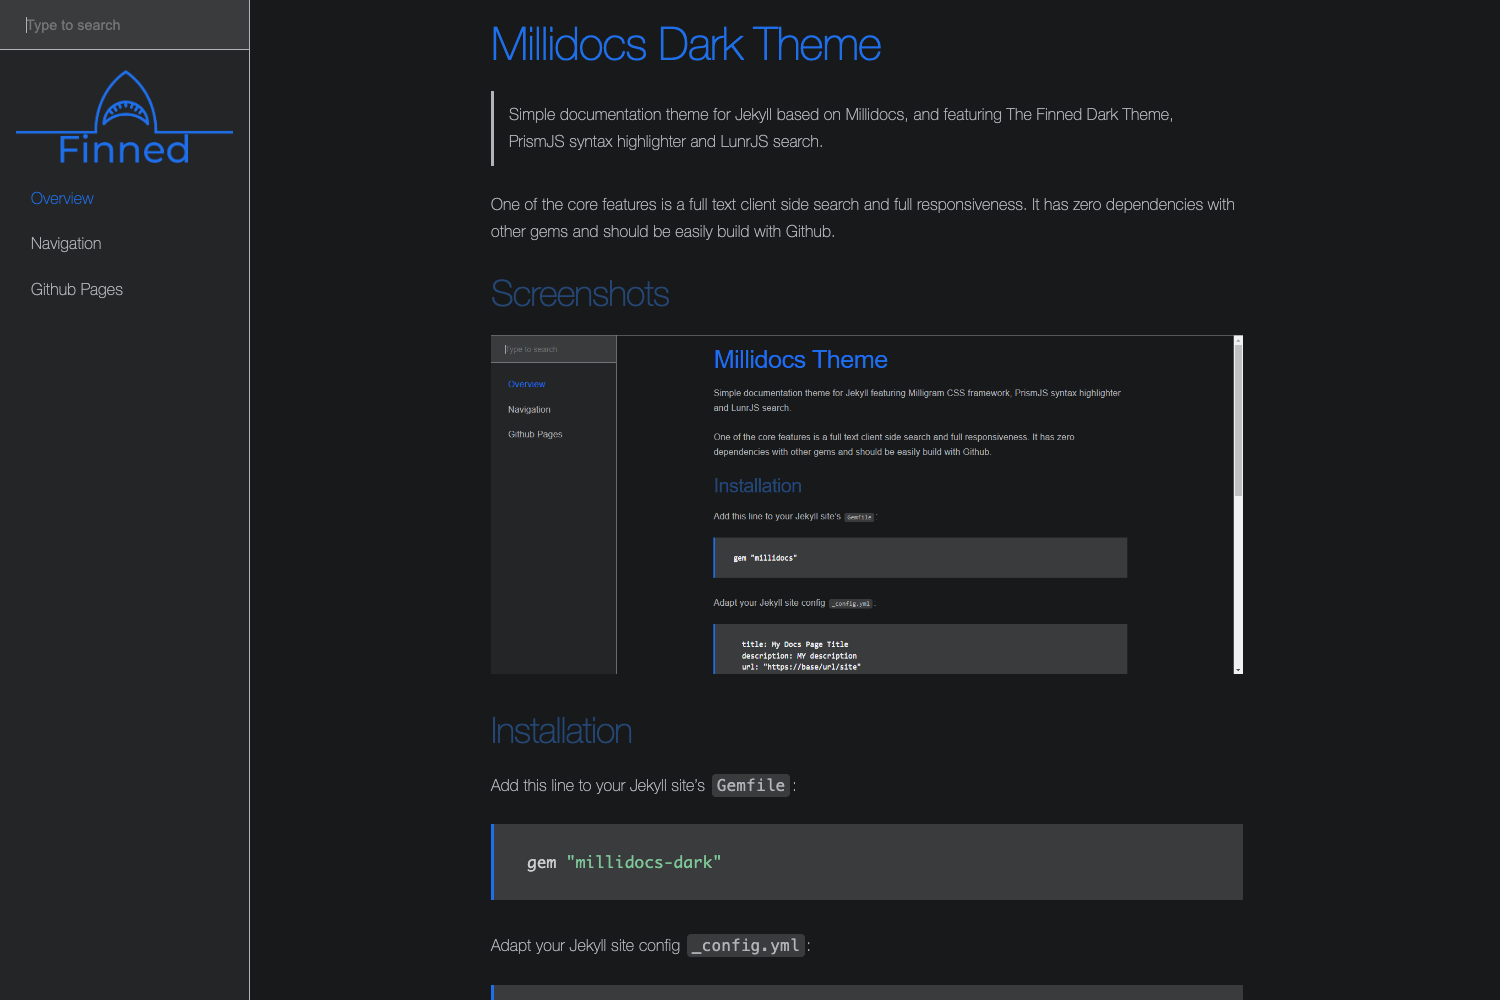 Type to search
Finned
Overview
Navigation
Github Pages
Millidocs Dark Theme
Simple documentation theme for Jekyll based on Millidocs, and featuring The Finned Dark Theme,
PrismJS syntax highlighter and LunrJS search.
One of the core features is a full text client side search and full responsiveness. It has zero dependencies with
other gems and should be easily build with Github.
Screenshots
Type to search
Overview
Navigation
Github Pages
Millidocs Theme
Simple documentation theme for Jekyll featuring Milligram CSS framework, PrismJS syntax highlighter
and LunrJS search.
One of the core features is a full text client side search and full responsiveness. It has zero
dependencies with other gems and should be easily build with Github.
Installation
Add this line to your Jekyll site's Gemfile:
gem "millidocs"
Adapt your Jekyll site config _config.yml:
title: My Docs Page Title
description: MY description
url: "https://base/url/site"
Installation
Add this line to your Jekyll site's Gemfile:
gem "millidocs-dark"
Adapt your Jekyll site config _config.yml: